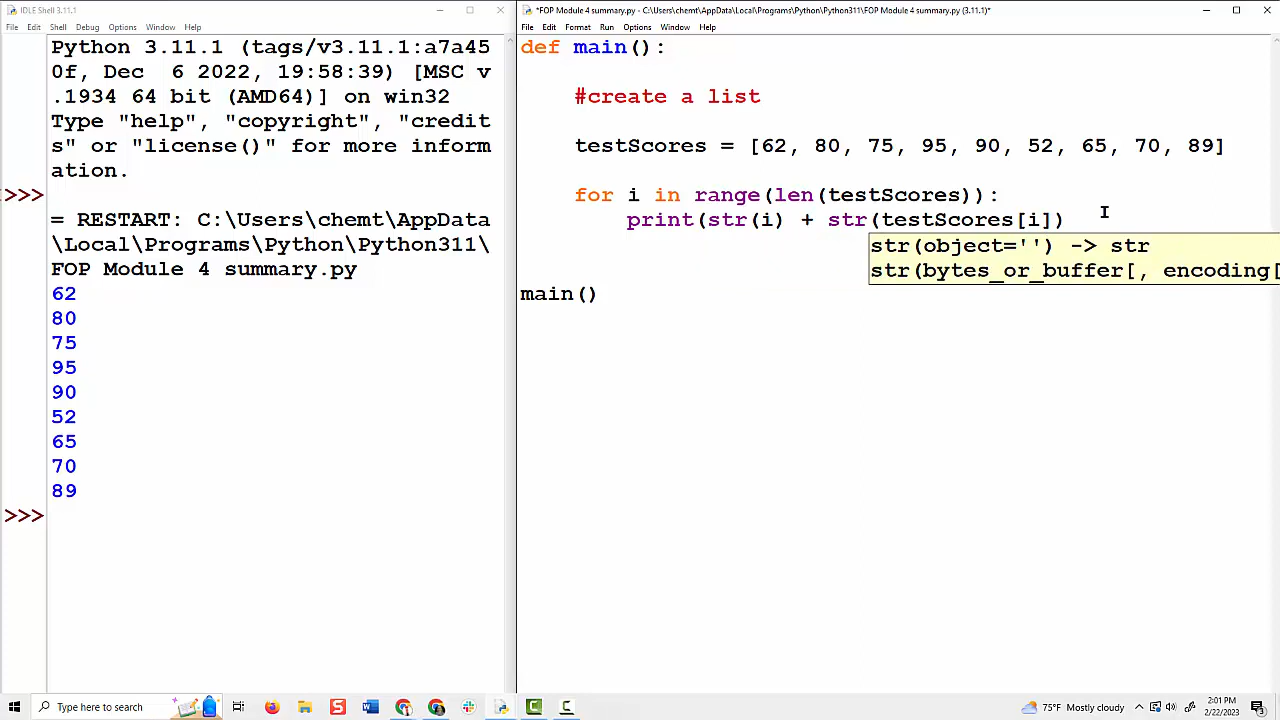 IDLE Shell 3.11.1
File Edit Shell Debug Options Window Help
Python 3.11.1 (tags/v3.11.1:a7a45
0f, Dec  6 2022, 19:58:39) [MSC v
.1934 64 bit (AMD64)] on win32
Type "help", "copyright", "credit
s" or "license()" for more inform
ation.
>>>
= RESTART: C:\Users\chemt\AppData
\Local\Programs\Python\Python311\
FOP Module 4 summary.py
62
80
75
95
90
52
65
70
89
>>>
*FOP Module 4 summary.py - C:\Users\chemt\AppData\Local\Programs\Python\Python311\FOP Module 4 summary.py (3.11.1)*
File Edit Format Run Options Window Help
def main():
#create a list
testScores = [62, 80, 75, 95, 90, 52, 65, 70, 89]
for i in range(len(testScores)):
print(str(i) + str(testScores[i])
str(object='') -> str
str(bytes_or_buffer[, encoding[
main()
Type here to search
75°F Mostly cloudy
2:01 PM
2/22/2023